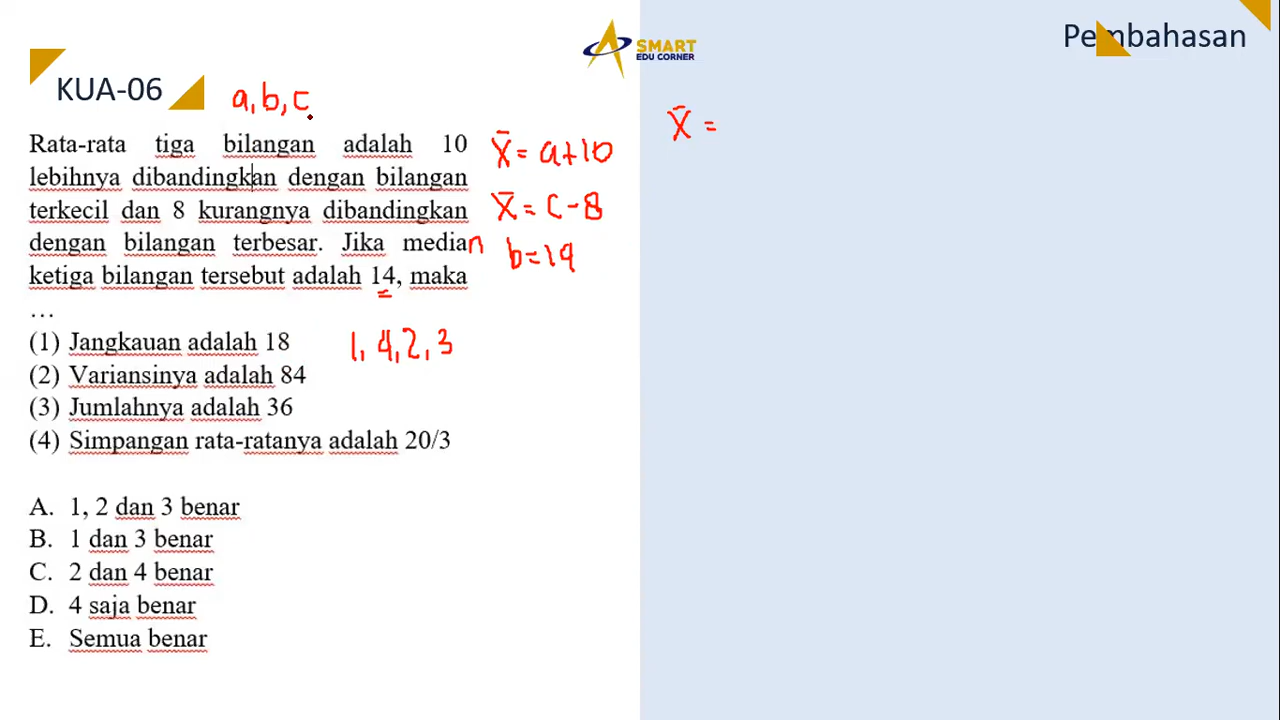 SMART
EDU CORNER
Pembahasan
KUA-06
a, b, c
Rata-rata tiga bilangan adalah 10
lebihnya dibandingkan dengan bilangan
terkecil dan 8 kurangnya dibandingkan
dengan bilangan terbesar. Jika median
ketiga bilangan tersebut adalah 14, maka
…
(1) Jangkauan adalah 18
(2) Variansinya adalah 84
(3) Jumlahnya adalah 36
(4) Simpangan rata-ratanya adalah 20/3
1, 4, 2, 3
A. 1, 2 dan 3 benar
B. 1 dan 3 benar
C. 2 dan 4 benar
D. 4 saja benar
E. Semua benar
x̄ = a+10
x̄ = c-8
b=14
x̄ =